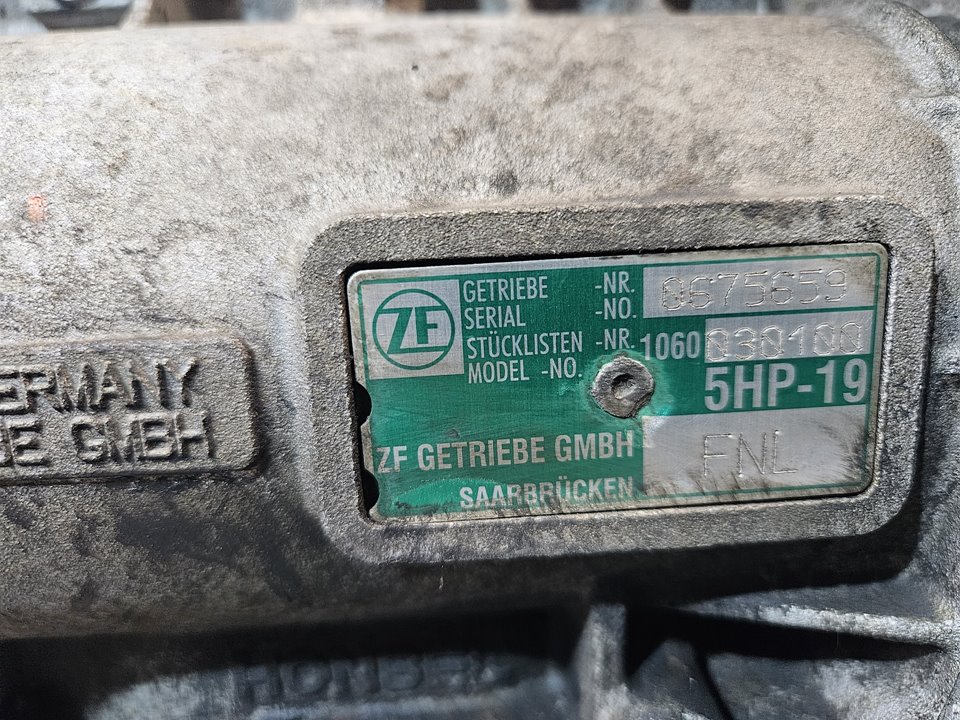 ZF
GETRIEBE -NR. 0675659
SERIAL -NO.
STÜCKLISTEN -NR. 1060 030100
MODEL -NO.
5HP-19
ZF GETRIEBE GMBH FNL
SAARBRÜCKEN
ERMANY
GMBH
HONSEL